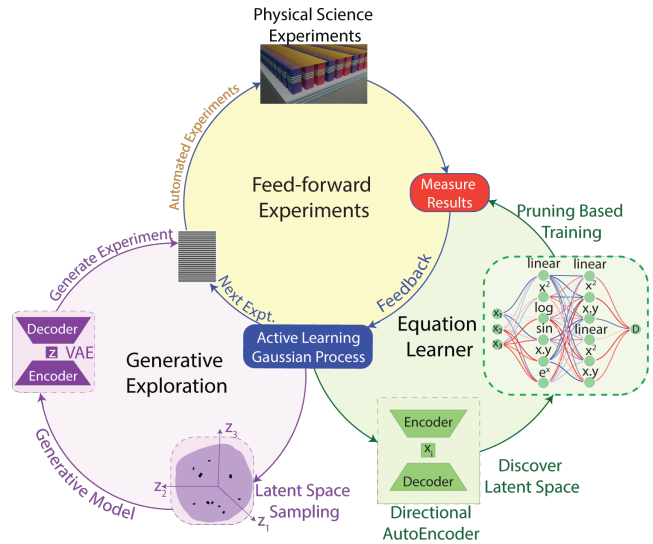 Physical Science
Experiments
Automated Experiments
Feed-forward
Experiments
Measure
Results
Pruning Based
Training
Generate Experiment
Next Expt.
Feedback
Active Learning
Gaussian Process
Equation
Learner
linear linear
x² x²
log x.y
sin linear
x.y x²
eˣ x.y
x₁
x₂
x₃
D
Decoder
z VAE
Encoder
Generative
Exploration
Generative Model
z₃
z₂
z₁
Latent Space
Sampling
Encoder
x₁
Decoder
Directional
AutoEncoder
Discover
Latent Space